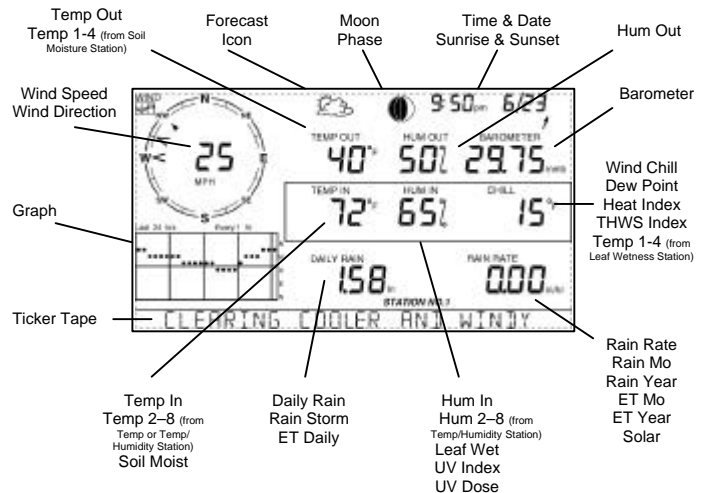 Temp Out
Temp 1-4 (from Soil
Moisture Station)
Forecast
Icon
Moon
Phase
Time & Date
Sunrise & Sunset
Hum Out
Wind Speed
Wind Direction
Barometer
WIND
N
9:50pm 6/23
TEMP OUT HUM OUT BAROMETER
W E
25
MPH
40°F 50% 29.75
S
TEMP IN HUM IN CHILL
72°F 65% 15°F
Wind Chill
Dew Point
Heat Index
THWS Index
Temp 1-4 (from
Leaf Wetness Station)
Graph
Last 24 hrs Every 1 h
DAILY RAIN RAIN RATE
1.58 in 0.00
STATION NO.1
Ticker Tape
CLEARING COOLER AND WINDY
Temp In
Temp 2–8 (from
Temp or Temp/
Humidity Station)
Soil Moist
Daily Rain
Rain Storm
ET Daily
Hum In
Hum 2–8 (from
Temp/Humidity Station)
Leaf Wet
UV Index
UV Dose
Rain Rate
Rain Mo
Rain Year
ET Mo
ET Year
Solar